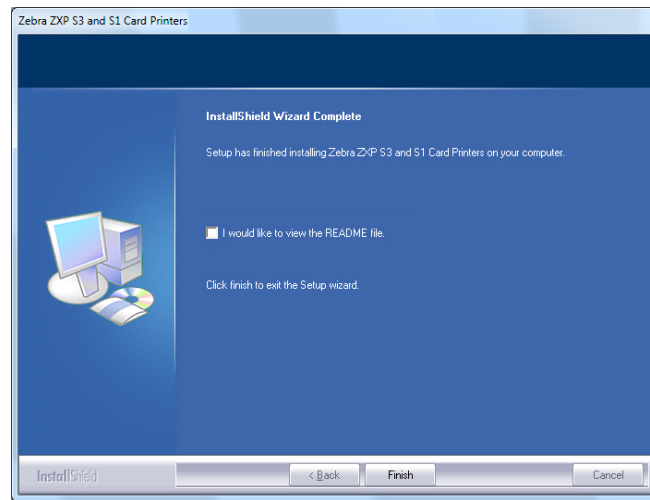 Zebra ZXP S3 and S1 Card Printers
InstallShield Wizard Complete
Setup has finished installing Zebra ZXP S3 and S1 Card Printers on your computer.
I would like to view the README file.
Click finish to exit the Setup wizard.
InstallShield
< Back
Finish
Cancel